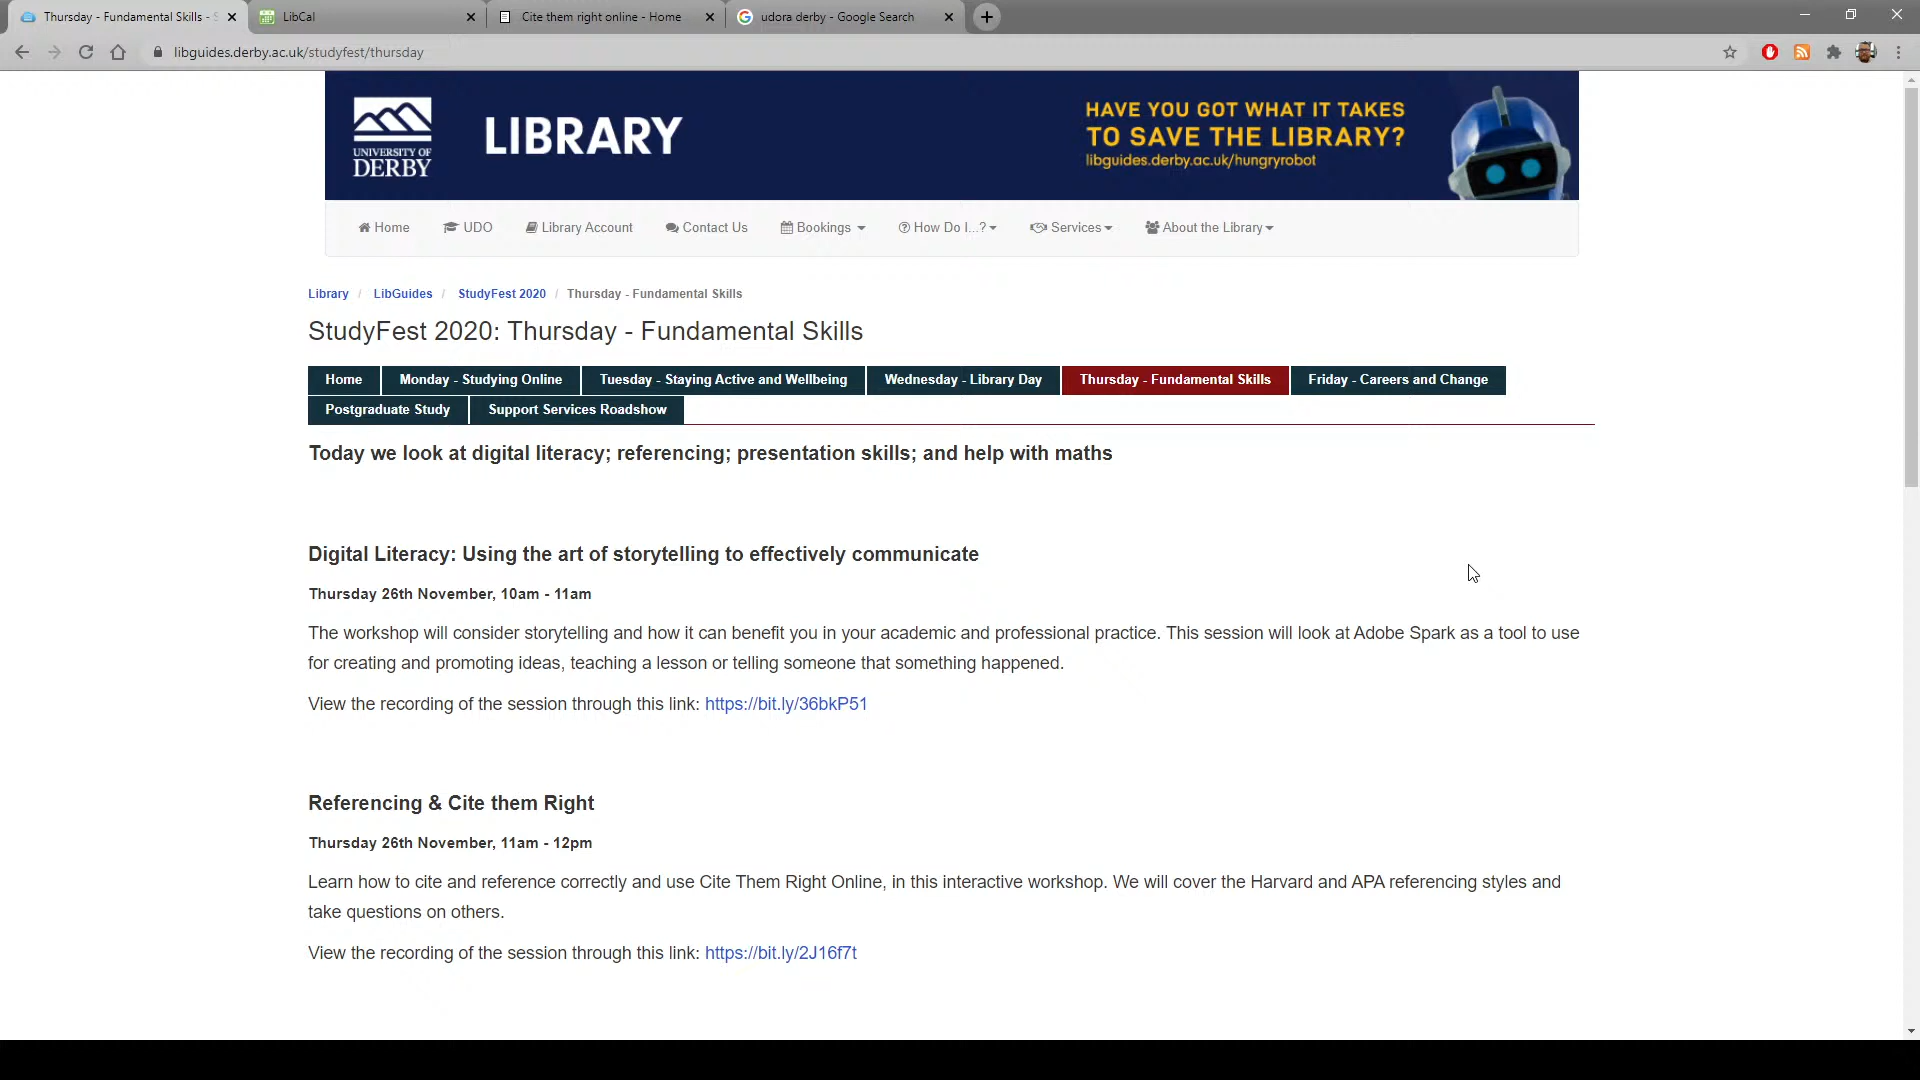 Thursday - Fundamental Skills - S
LibCal
Cite them right online - Home
udora derby - Google Search
libguides.derby.ac.uk/studyfest/thursday
UNIVERSITY OF
DERBY
LIBRARY
HAVE YOU GOT WHAT IT TAKES
TO SAVE THE LIBRARY?
libguides.derby.ac.uk/hungryrobot
Home UDO Library Account Contact Us Bookings How Do I...? Services About the Library
Library / LibGuides / StudyFest 2020 / Thursday - Fundamental Skills
StudyFest 2020: Thursday - Fundamental Skills
Home Monday - Studying Online Tuesday - Staying Active and Wellbeing Wednesday - Library Day Thursday - Fundamental Skills Friday - Careers and Change
Postgraduate Study Support Services Roadshow
Today we look at digital literacy; referencing; presentation skills; and help with maths
Digital Literacy: Using the art of storytelling to effectively communicate
Thursday 26th November, 10am - 11am
The workshop will consider storytelling and how it can benefit you in your academic and professional practice. This session will look at Adobe Spark as a tool to use
for creating and promoting ideas, teaching a lesson or telling someone that something happened.
View the recording of the session through this link: https://bit.ly/36bkP51
Referencing & Cite them Right
Thursday 26th November, 11am - 12pm
Learn how to cite and reference correctly and use Cite Them Right Online, in this interactive workshop. We will cover the Harvard and APA referencing styles and
take questions on others.
View the recording of the session through this link: https://bit.ly/2J16f7t